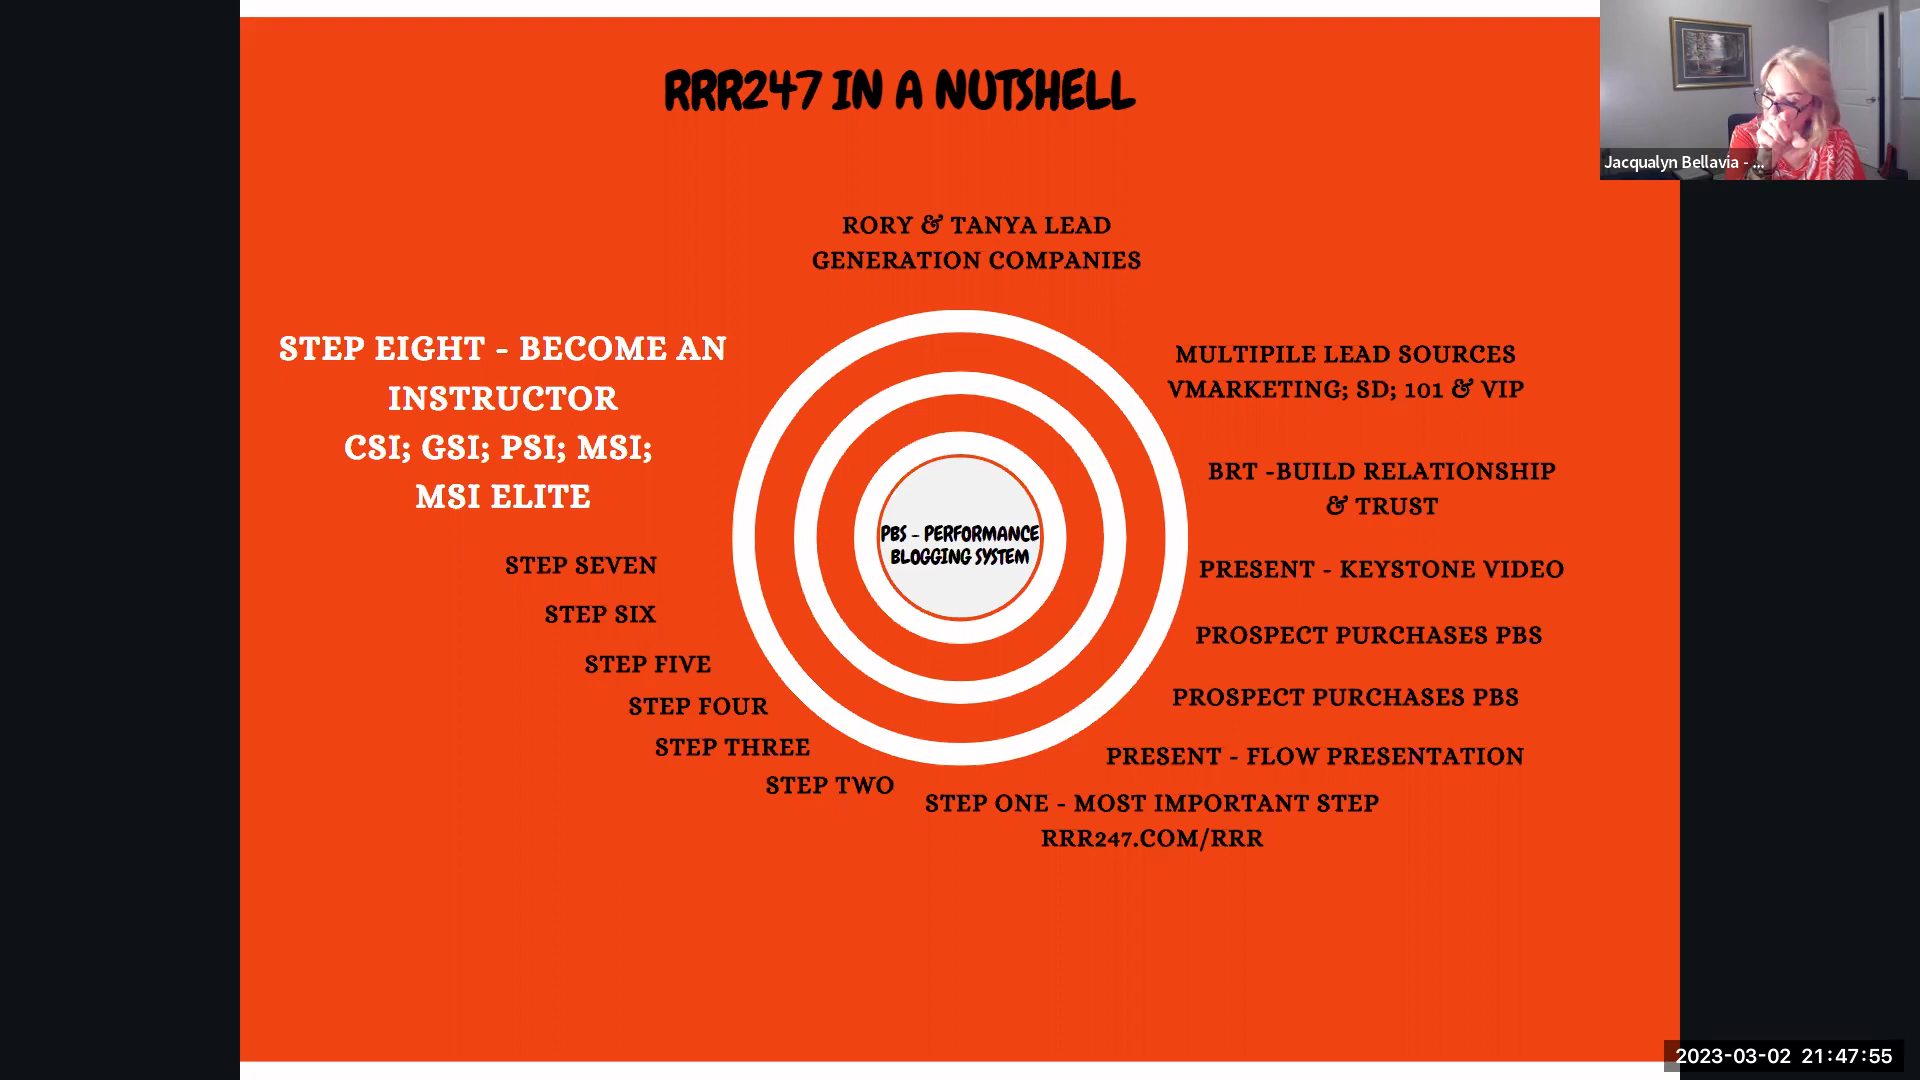 RRR247 IN A NUTSHELL
Jacqualyn Bellavia - ...
RORY & TANYA LEAD
GENERATION COMPANIES
STEP EIGHT - BECOME AN
INSTRUCTOR
CSI; GSI; PSI; MSI;
MSI ELITE
MULTIPILE LEAD SOURCES
VMARKETING; SD; 101 & VIP
BRT -BUILD RELATIONSHIP
& TRUST
PBS - PERFORMANCE
BLOGGING SYSTEM
STEP SEVEN
PRESENT - KEYSTONE VIDEO
STEP SIX
PROSPECT PURCHASES PBS
STEP FIVE
PROSPECT PURCHASES PBS
STEP FOUR
STEP THREE
PRESENT - FLOW PRESENTATION
STEP TWO
STEP ONE - MOST IMPORTANT STEP
RRR247.COM/RRR
2023-03-02 21:47:55